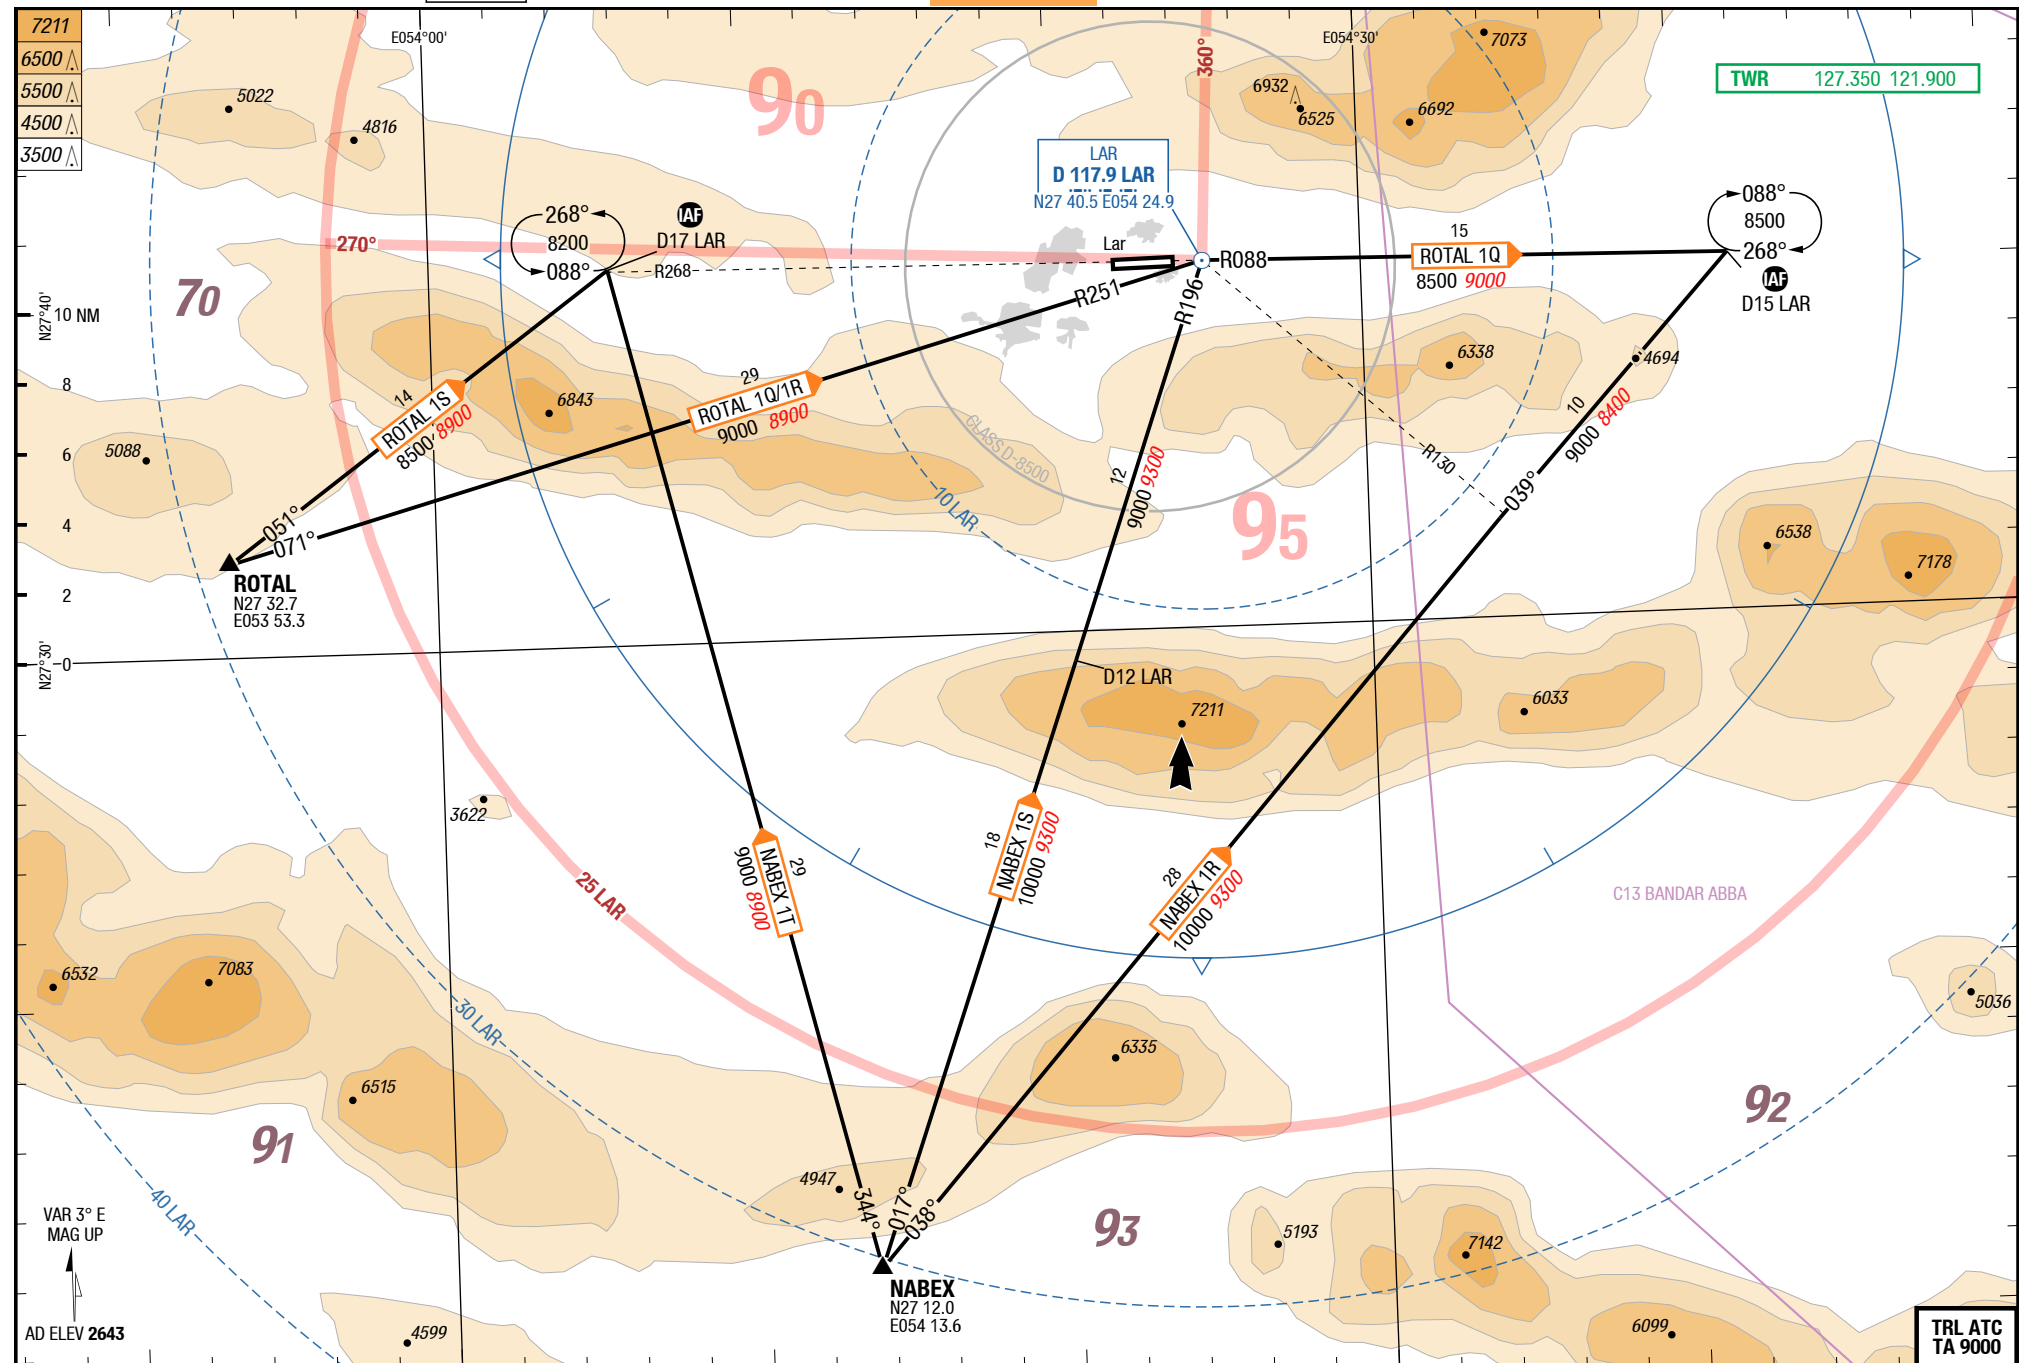 7211
6500
5500
4500
3500
E054°00'
E054°30'
360°
90
7073
6932
6525
6692
TWR 127.350 121.900
5022
4816
LAR
D 117.9 LAR
N27 40.5 E054 24.9
268°
8200
088°
IAF
D17 LAR
R268
270°
Lar
R088
15
ROTAL 1Q
8500 9000
088°
8500
268°
IAF
D15 LAR
70
N27°40'
10 NM
8
6
4
2
0
N27°30'
R251
R196
6338
4694
14
ROTAL 1S
8500 8900
6843
29
ROTAL 1Q/1R
9000 8900
CLASS D-8500
10 LAR
12
9000 9300
95
R130
039°
10
9000 8400
5088
051°
071°
ROTAL
N27 32.7
E053 53.3
6538
7178
D12 LAR
7211
6033
3622
25 LAR
29
NABEX 1T
9000 8900
18
NABEX 1S
10000 9300
28
NABEX 1R
10000 9300
C13 BANDAR ABBA
6532
7083
30 LAR
5036
6335
6515
91
92
4947
344°
017°
038°
93
5193
7142
40 LAR
VAR 3° E
MAG UP
AD ELEV 2643
NABEX
N27 12.0
E054 13.6
4599
6099
TRL ATC
TA 9000